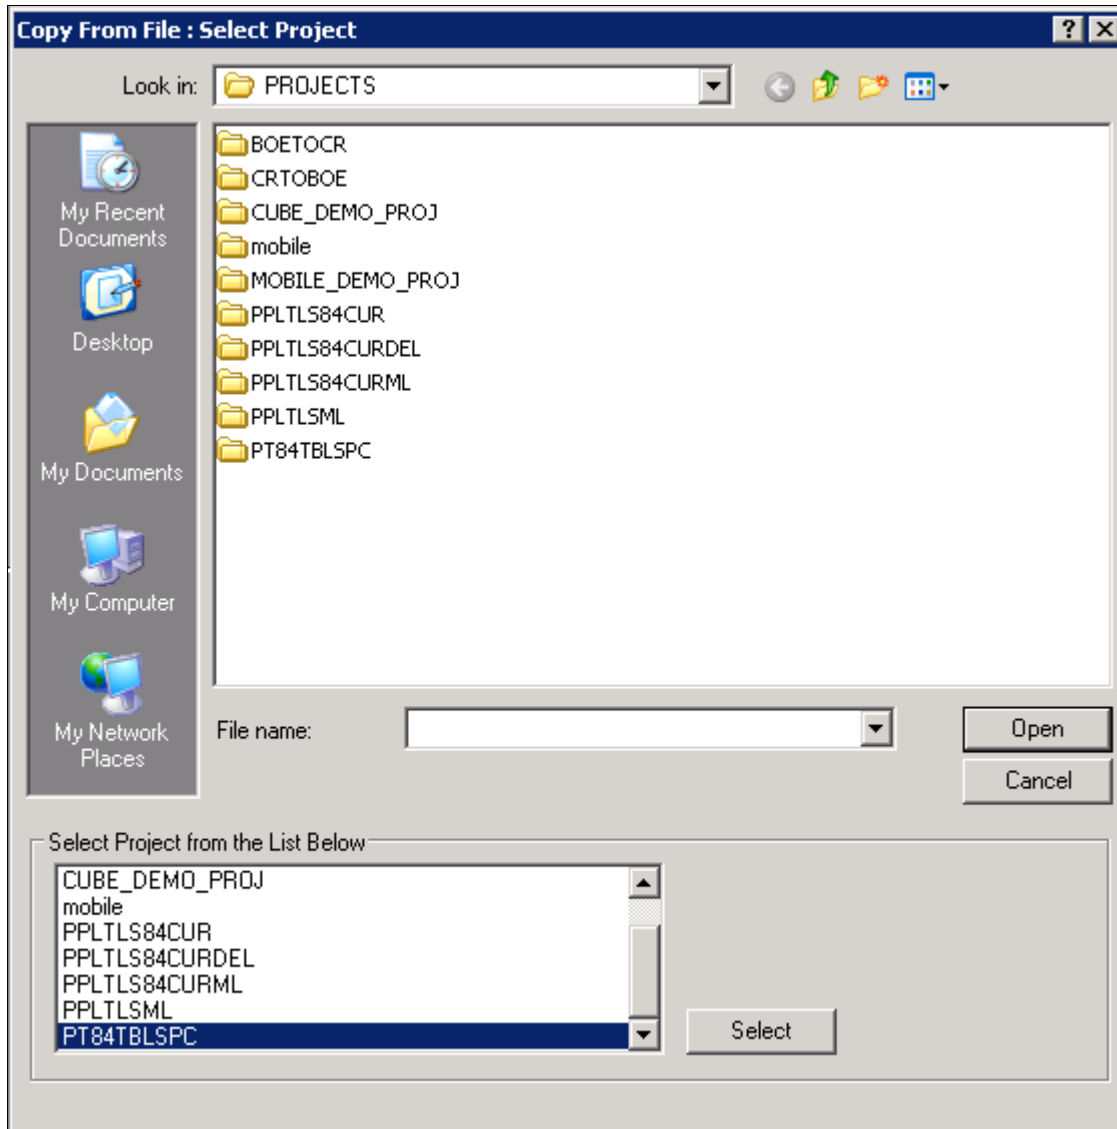 Copy From File : Select Project
Look in: PROJECTS
My Recent
Documents
Desktop
My Documents
My Computer
My Network
Places
BOETOCR
CRTOBOE
CUBE_DEMO_PROJ
mobile
MOBILE_DEMO_PROJ
PPLTLS84CUR
PPLTLS84CURDEL
PPLTLS84CURML
PPLTLSML
PT84TBLSPC
File name:
Open
Cancel
Select Project from the List Below
CUBE_DEMO_PROJ
mobile
PPLTLS84CUR
PPLTLS84CURDEL
PPLTLS84CURML
PPLTLSML
PT84TBLSPC
Select